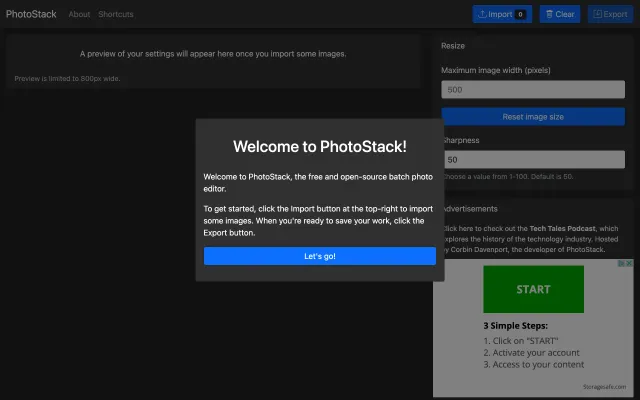 PhotoStack About Shortcuts Import 0 Clear Export
A preview of your settings will appear here once you import some images.
Preview is limited to 800px wide.
Resize
Maximum image width (pixels)
500
Reset image size
Sharpness
50
Choose a value from 1-100. Default is 50.
Welcome to PhotoStack!
Welcome to PhotoStack, the free and open-source batch photo
editor.
To get started, click the Import button at the top-right to import
some images. When you're ready to save your work, click the
Export button.
Let's go!
Advertisements
Click here to check out the Tech Tales Podcast, which
explores the history of the technology industry. Hosted
by Corbin Davenport, the developer of PhotoStack.
START
3 Simple Steps:
1. Click on "START"
2. Activate your account
3. Access to your content
Storagesafe.com